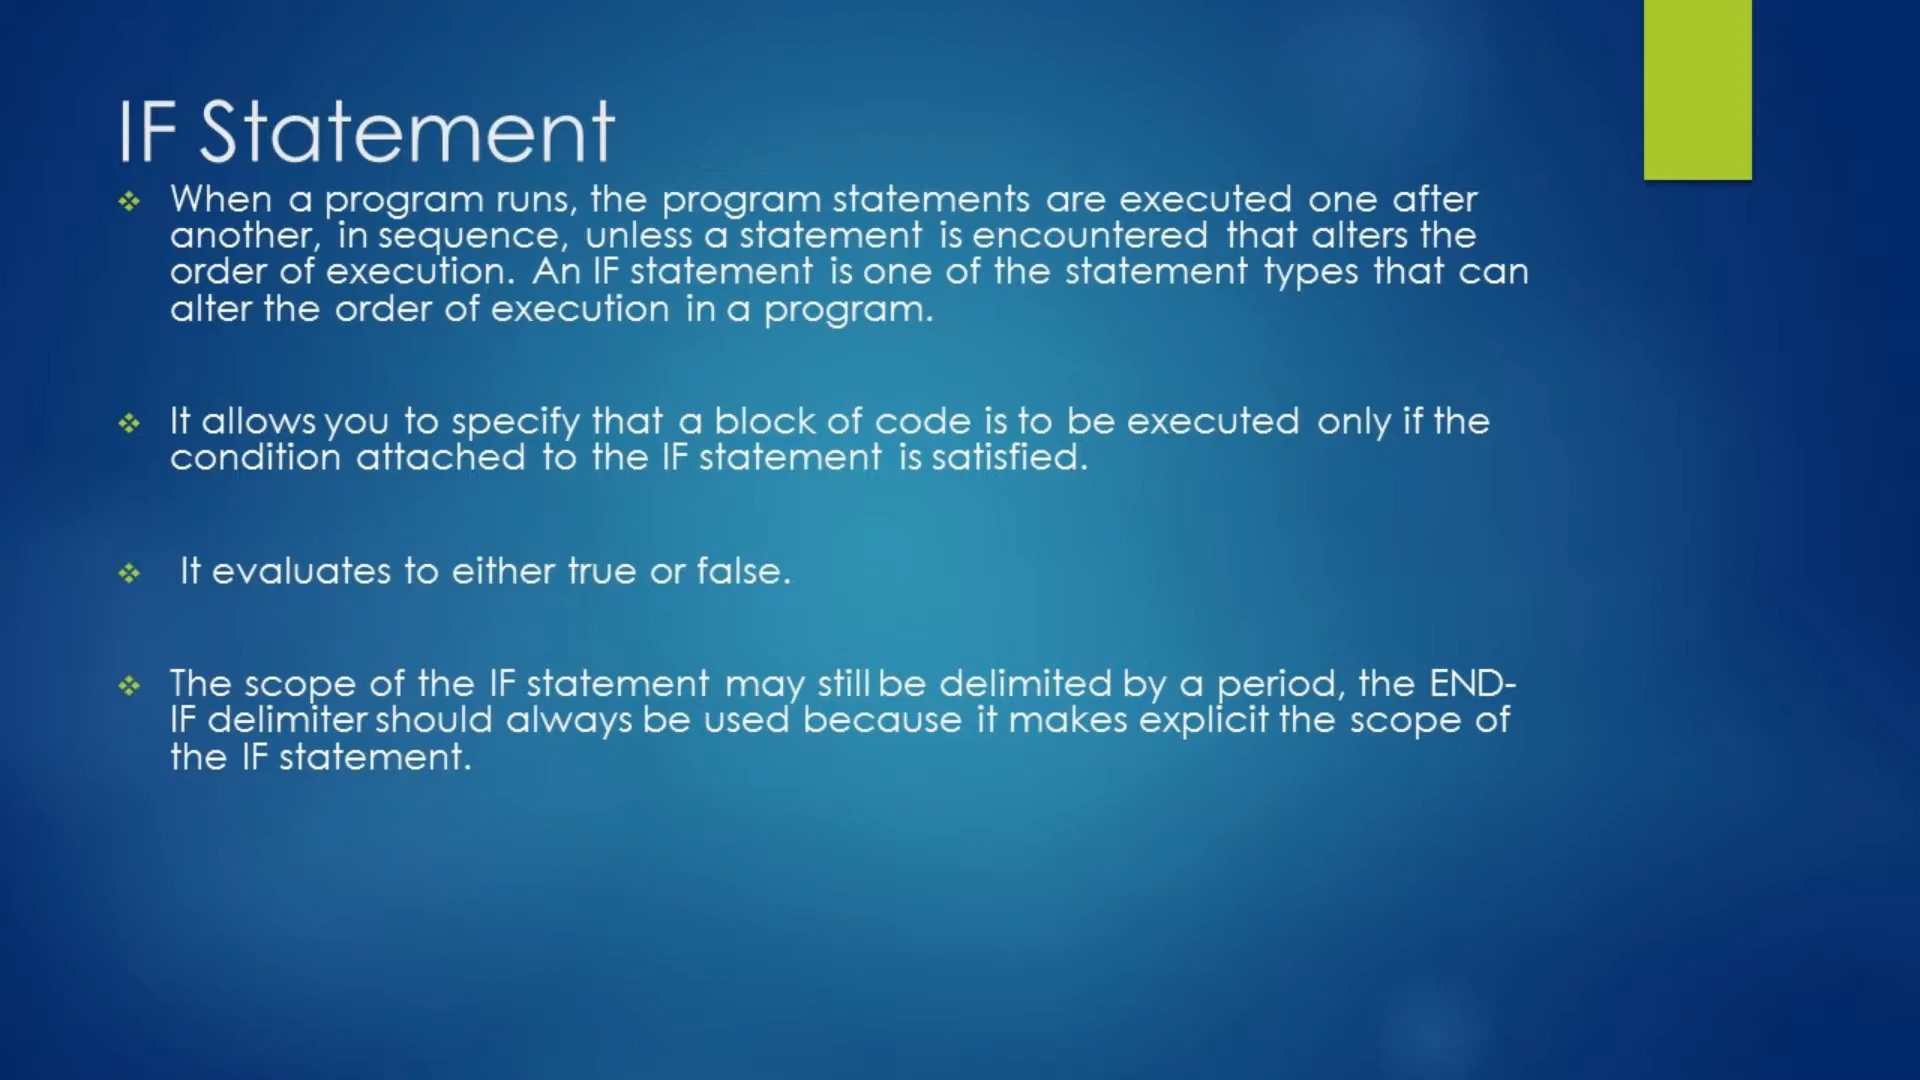 IF Statement
When a program runs, the program statements are executed one after
another, in sequence, unless a statement is encountered that alters the
order of execution. An IF statement is one of the statement types that can
alter the order of execution in a program.
It allows you to specify that a block of code is to be executed only if the
condition attached to the IF statement is satisfied.
It evaluates to either true or false.
The scope of the IF statement may still be delimited by a period, the END-
IF delimiter should always be used because it makes explicit the scope of
the IF statement.